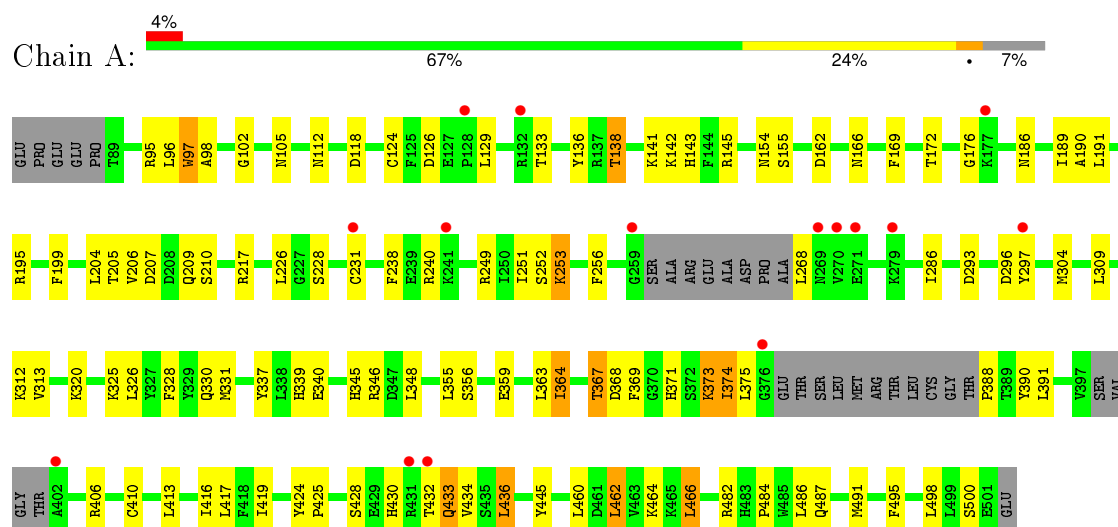 4%
Chain A:
67% 24% • 7%
GLU PRO GLU GLU PRO T89 R95 L96 W97 A98 G102 N105 N112 D118 C124 F125 D126 E127 P128 L129 R132 T133 Y136 R137 T138 K141 K142 H143 F144 R145 N154 S155 D162 N166 F169 T172 G176 K177 N186 I189 A190 L191
R195 F199 L204 T205 V206 D207 D208 Q209 S210 R217 L226 G227 S228 C231 F238 E239 R240 K241 R249 I250 I251 S252 K253 F256 G259 SER ALA ARG GLU ALA ASP PRO ALA L268 N269 V270 E271 K279 I286 D293 D296 Y297 M304 L309
K312 V313 K320 K325 L326 Y327 F328 Y329 Q330 M331 Y337 L338 H339 E340 H345 R346 D347 L348 L355 S356 E359 L363 I364 T367 D368 F369 G370 H371 S372 K373 I374 L375 G376 GLU THR SER LEU MET ARG THR LEU CYS GLY THR P388 T389 Y390 L391 V397 SER VAL
GLY THR A402 R406 C410 L413 I416 L417 F418 I419 Y424 P425 S428 E429 H430 R431 T432 Q433 V434 S435 L436 Y445 L460 D461 L462 V463 K464 K465 L466 R482 H483 P484 W485 L486 Q487 M491 F495 L498 L499 S500 E501 GLU